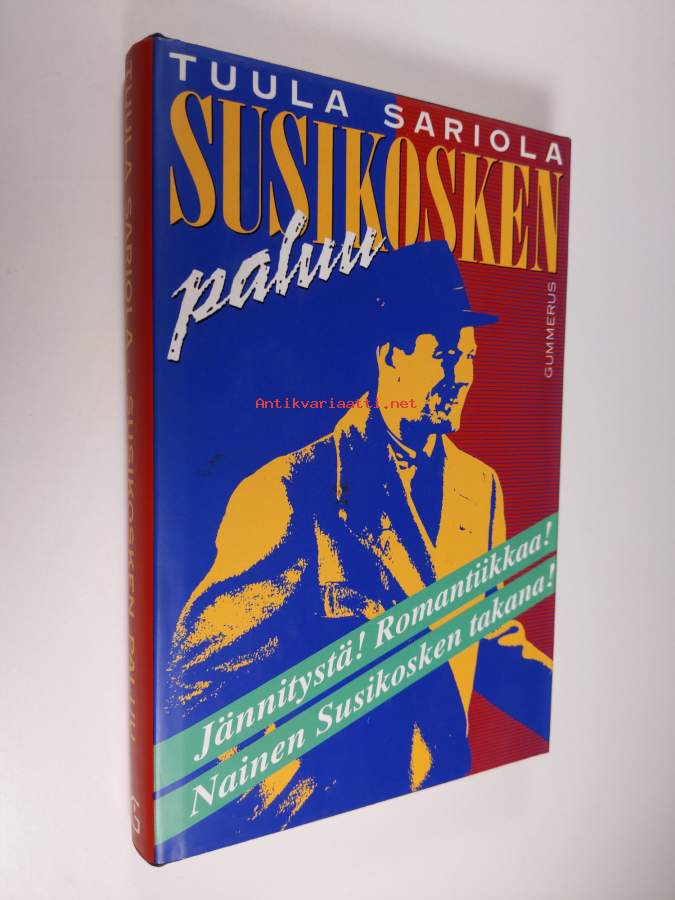 TUULA SARIOLA
SUSIKOSKEN
paluu
GUMMERUS
Antikvariaatti.net
Jännitystä! Romantiikkaa!
Nainen Susikosken takana!
TUULA SARIOLA · SUSIKOSKEN PALUU